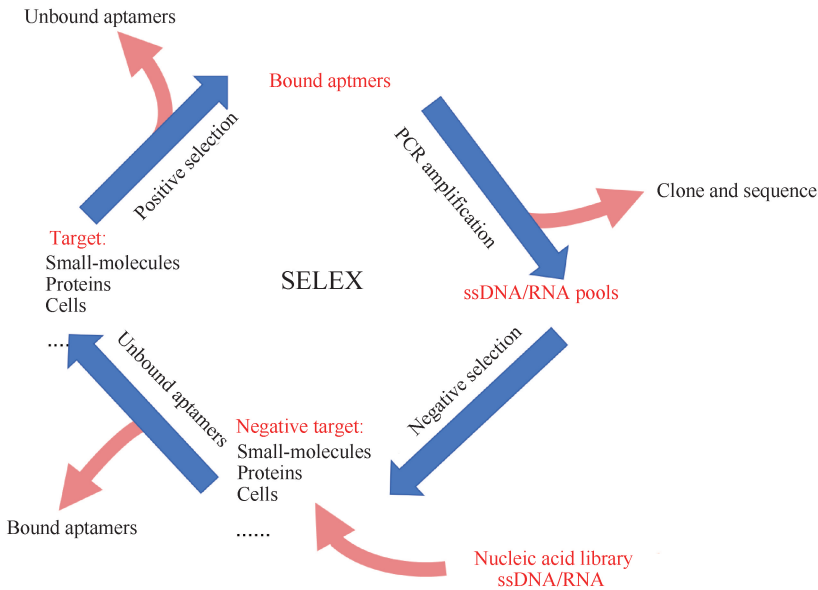 Unbound aptamers
Bound aptmers
Positive selection
PCR amplification
Clone and sequence
Target:
Small-molecules
Proteins
Cells
....
SELEX
ssDNA/RNA pools
Unbound aptamers
Negative selection
Negative target:
Small-molecules
Proteins
Cells
......
Bound aptamers
Nucleic acid library
ssDNA/RNA